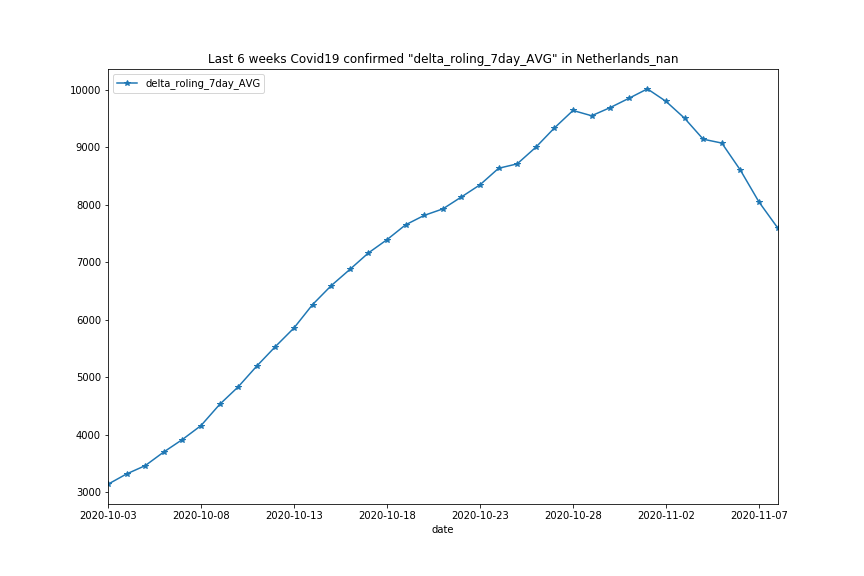 Last 6 weeks Covid19 confirmed "delta_roling_7day_AVG" in Netherlands_nan
delta_roling_7day_AVG
10000
9000
8000
7000
6000
5000
4000
3000
2020-10-03 2020-10-08 2020-10-13 2020-10-18 2020-10-23 2020-10-28 2020-11-02 2020-11-07
date